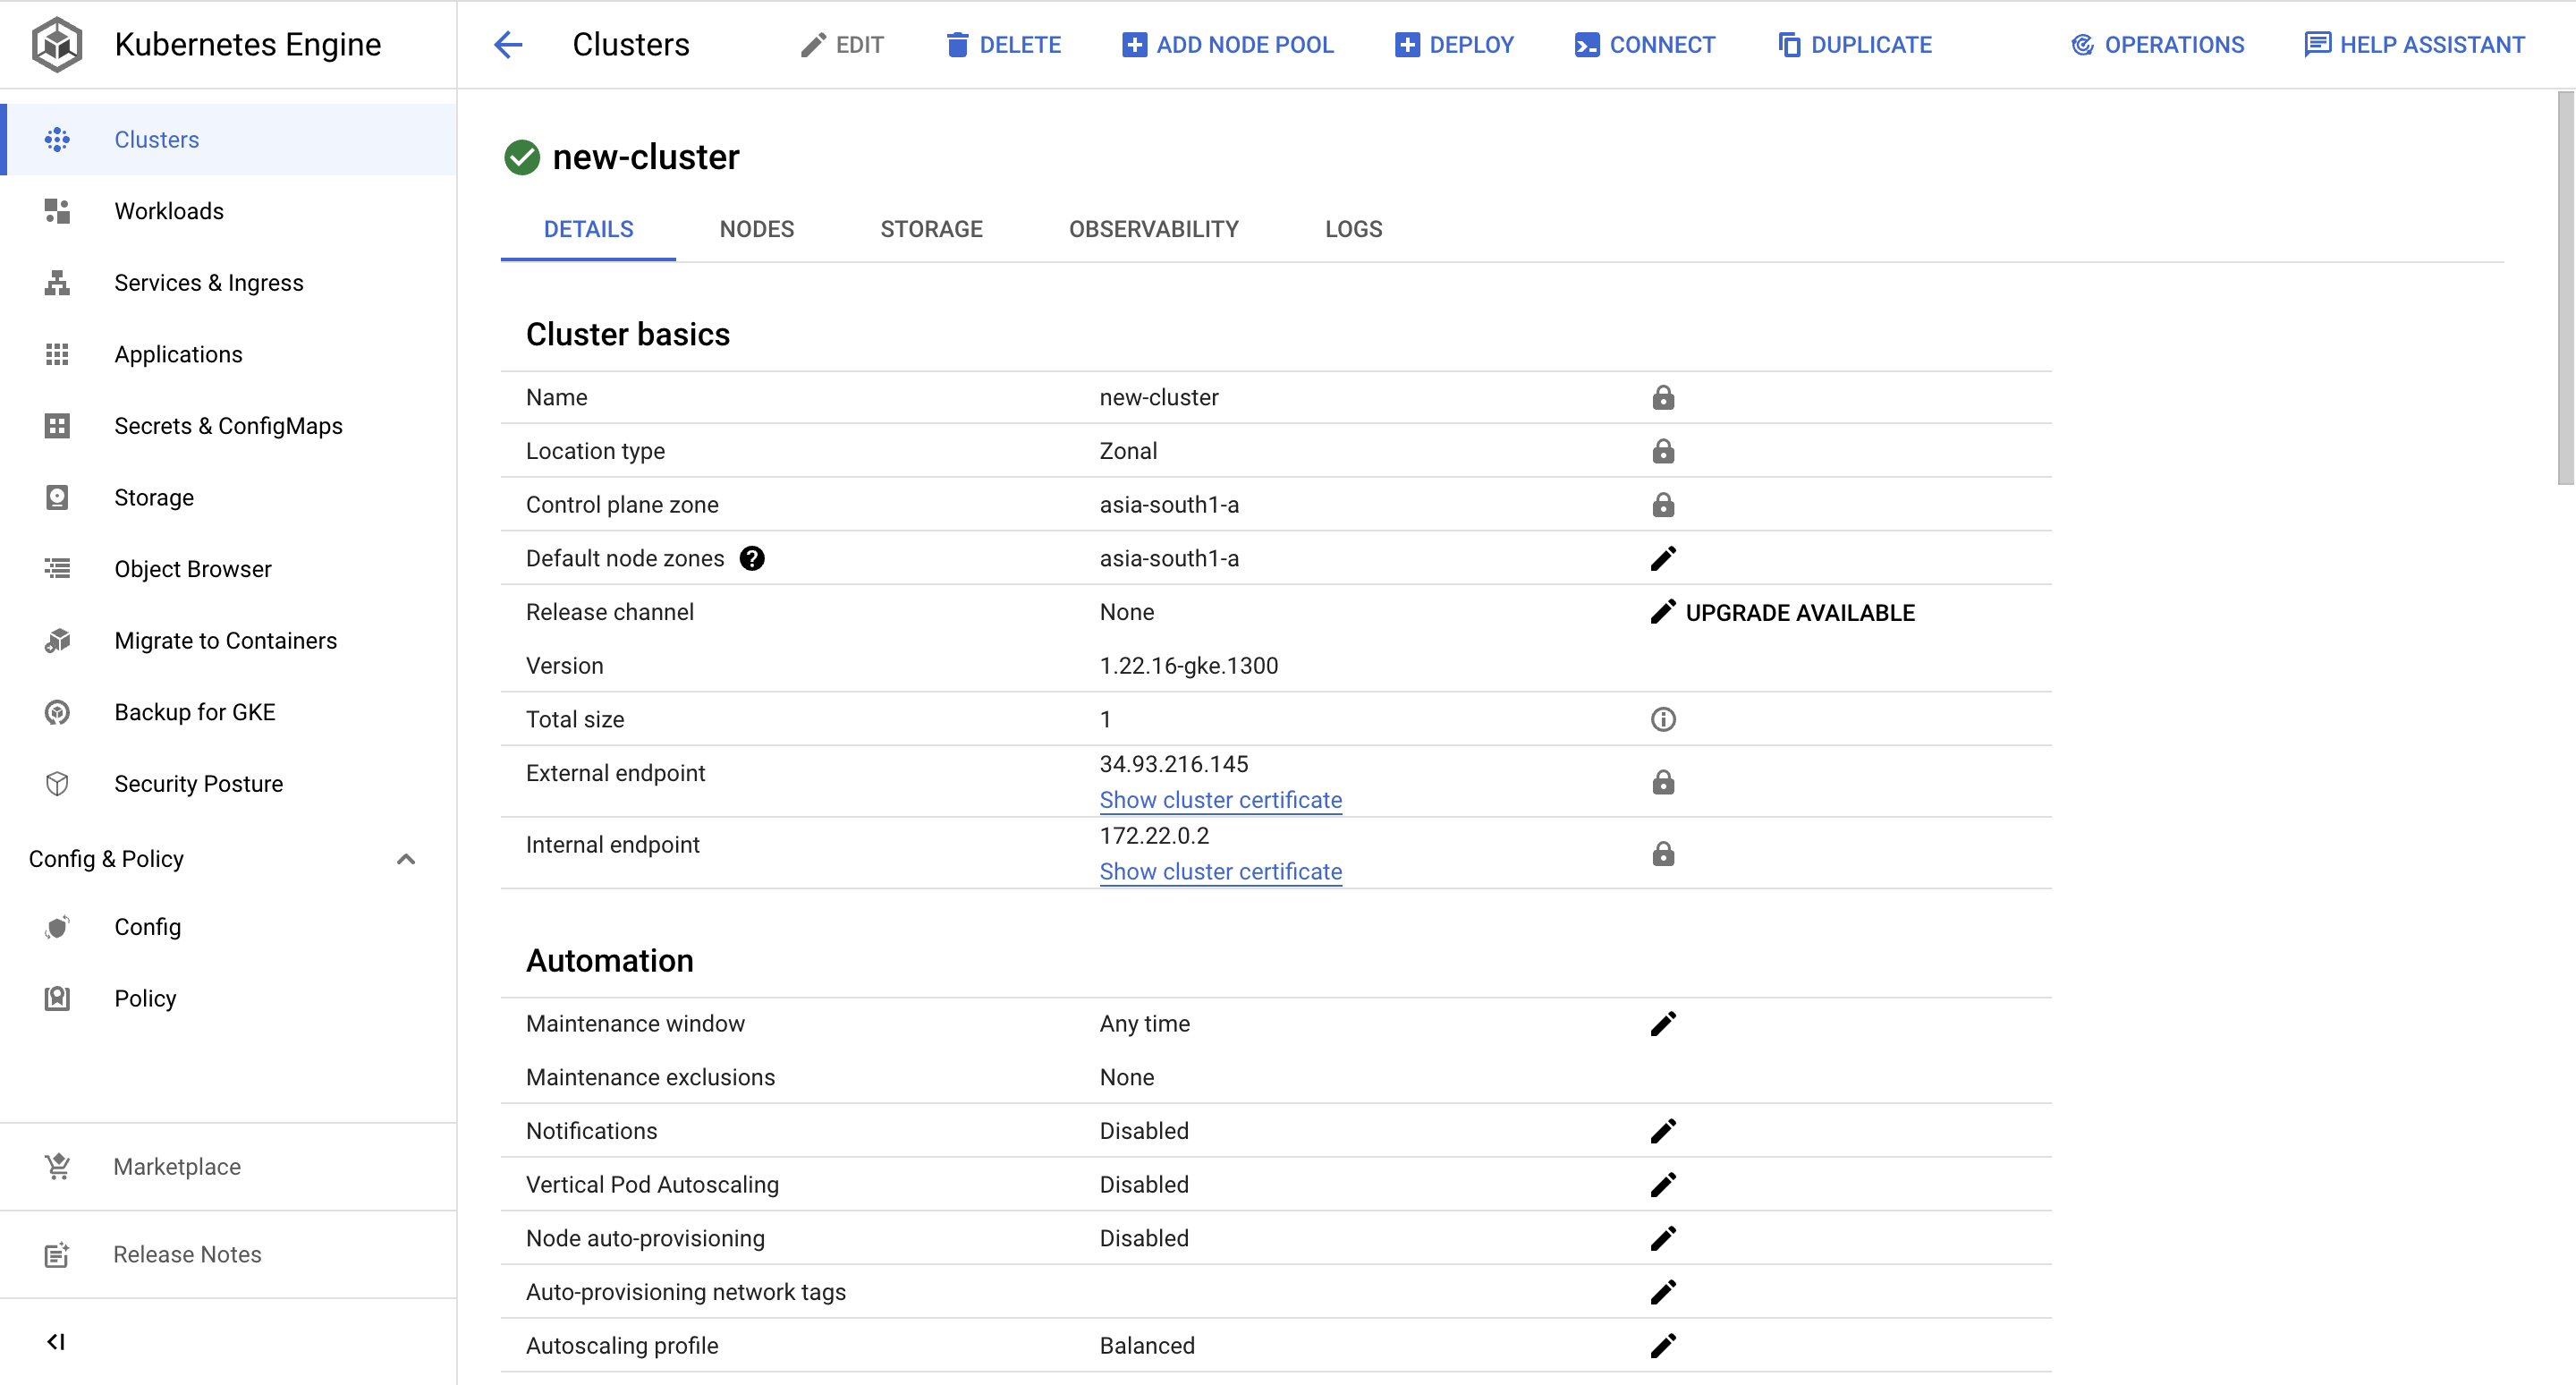 Kubernetes Engine
Clusters
EDIT
DELETE
ADD NODE POOL
DEPLOY
CONNECT
DUPLICATE
OPERATIONS
HELP ASSISTANT
Clusters
Workloads
Services & Ingress
Applications
Secrets & ConfigMaps
Storage
Object Browser
Migrate to Containers
Backup for GKE
Security Posture
Config & Policy
Config
Policy
Marketplace
Release Notes
new-cluster
DETAILS
NODES
STORAGE
OBSERVABILITY
LOGS
Cluster basics
Name new-cluster
Location type Zonal
Control plane zone asia-south1-a
Default node zones asia-south1-a
Release channel None UPGRADE AVAILABLE
Version 1.22.16-gke.1300
Total size 1
External endpoint 34.93.216.145
Show cluster certificate
Internal endpoint 172.22.0.2
Show cluster certificate
Automation
Maintenance window Any time
Maintenance exclusions None
Notifications Disabled
Vertical Pod Autoscaling Disabled
Node auto-provisioning Disabled
Auto-provisioning network tags
Autoscaling profile Balanced